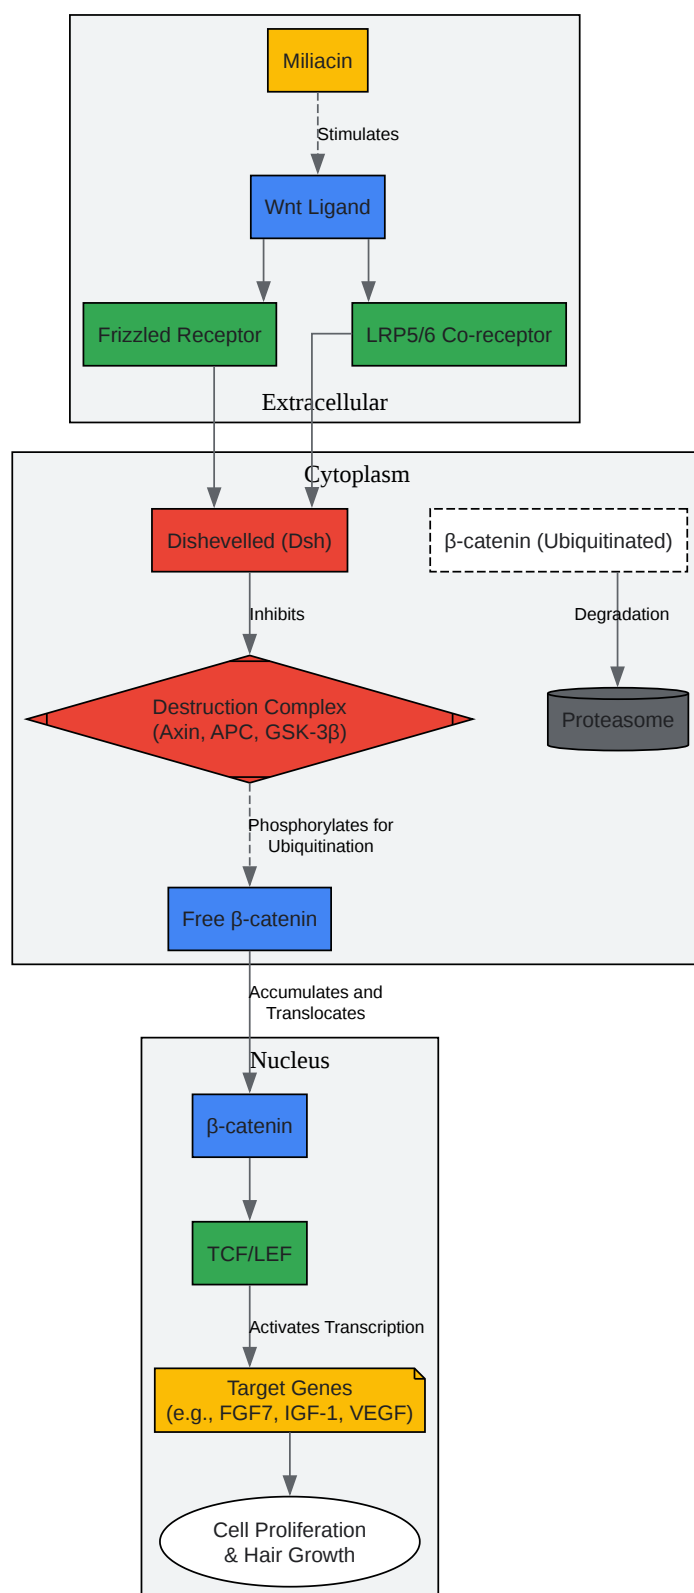 Miliacin
Stimulates
Wnt Ligand
Frizzled Receptor
LRP5/6 Co-receptor
Extracellular
Cytoplasm
Dishevelled (Dsh)
β-catenin (Ubiquitinated)
Inhibits
Degradation
Destruction Complex
(Axin, APC, GSK-3β)
Proteasome
Phosphorylates for
Ubiquitination
Free β-catenin
Accumulates and
Translocates
Nucleus
β-catenin
TCF/LEF
Activates Transcription
Target Genes
(e.g., FGF7, IGF-1, VEGF)
Cell Proliferation
& Hair Growth